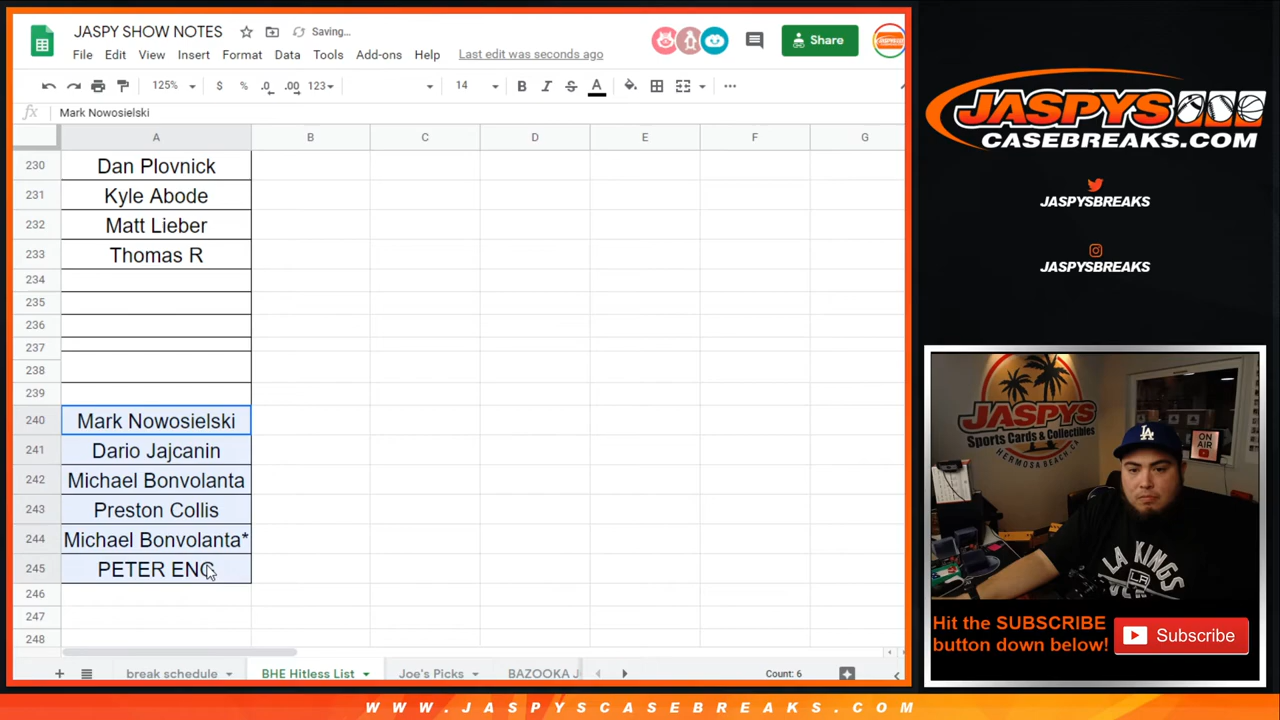 JASPY SHOW NOTES
Saving...
File Edit View Insert Format Data Tools Add-ons Help Last edit was seconds ago
Share
125% $ % .0 .00 123 14 B I S A
fx Mark Nowosielski
A B C D E F G
230 Dan Plovnick
231 Kyle Abode
232 Matt Lieber
233 Thomas R
234
235
236
237
238
239
240 Mark Nowosielski
241 Dario Jajcanin
242 Michael Bonvolanta
243 Preston Collis
244 Michael Bonvolanta*
245 PETER ENG
246
247
248
break schedule BHE Hitless List Joe's Picks BAZOOKA J Count: 6
JASPYS
CASEBREAKS.COM
JASPYSBREAKS
JASPYSBREAKS
JASPYS
Sports Cards & Collectibles
HERMOSA BEACH, CA
ON AIR
LA
LA KINGS
Hit the SUBSCRIBE
button down below!
Subscribe
WWW.JASPYSCASEBREAKS.COM